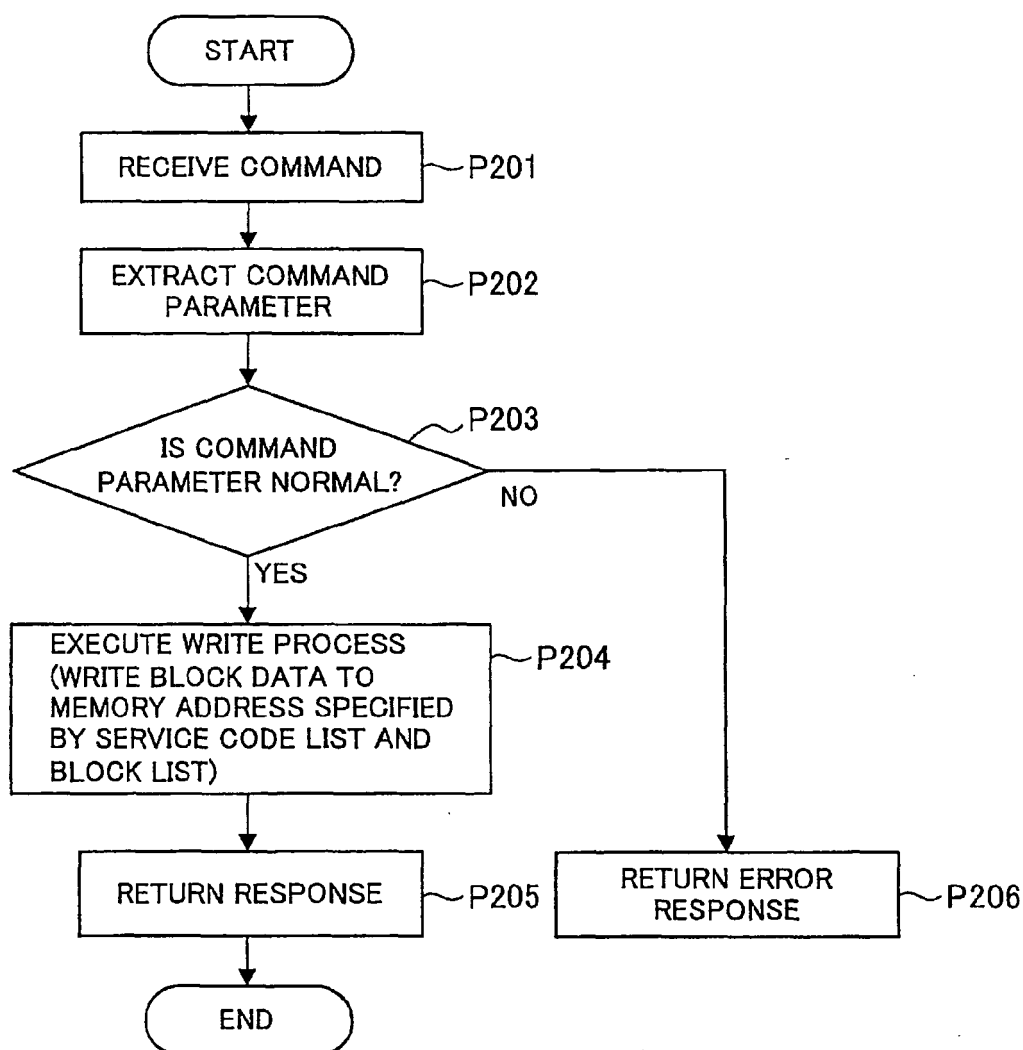 START
RECEIVE COMMAND
P201
EXTRACT COMMAND
PARAMETER
P202
P203
IS COMMAND
PARAMETER NORMAL?
NO
YES
EXECUTE WRITE PROCESS
(WRITE BLOCK DATA TO
MEMORY ADDRESS SPECIFIED
BY SERVICE CODE LIST AND
BLOCK LIST)
P204
RETURN RESPONSE
P205
RETURN ERROR
RESPONSE
P206
END